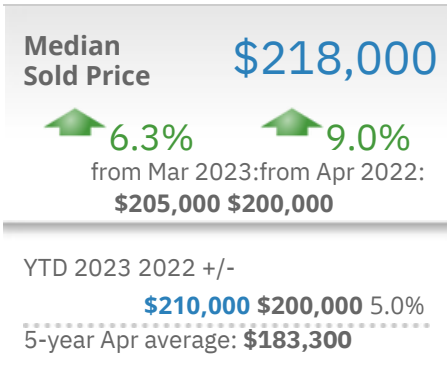 Median
Sold Price
$218,000
6.3%
9.0%
from Mar 2023:from Apr 2022:
$205,000 $200,000
YTD 2023 2022 +/-
$210,000 $200,000 5.0%
5-year Apr average: $183,300